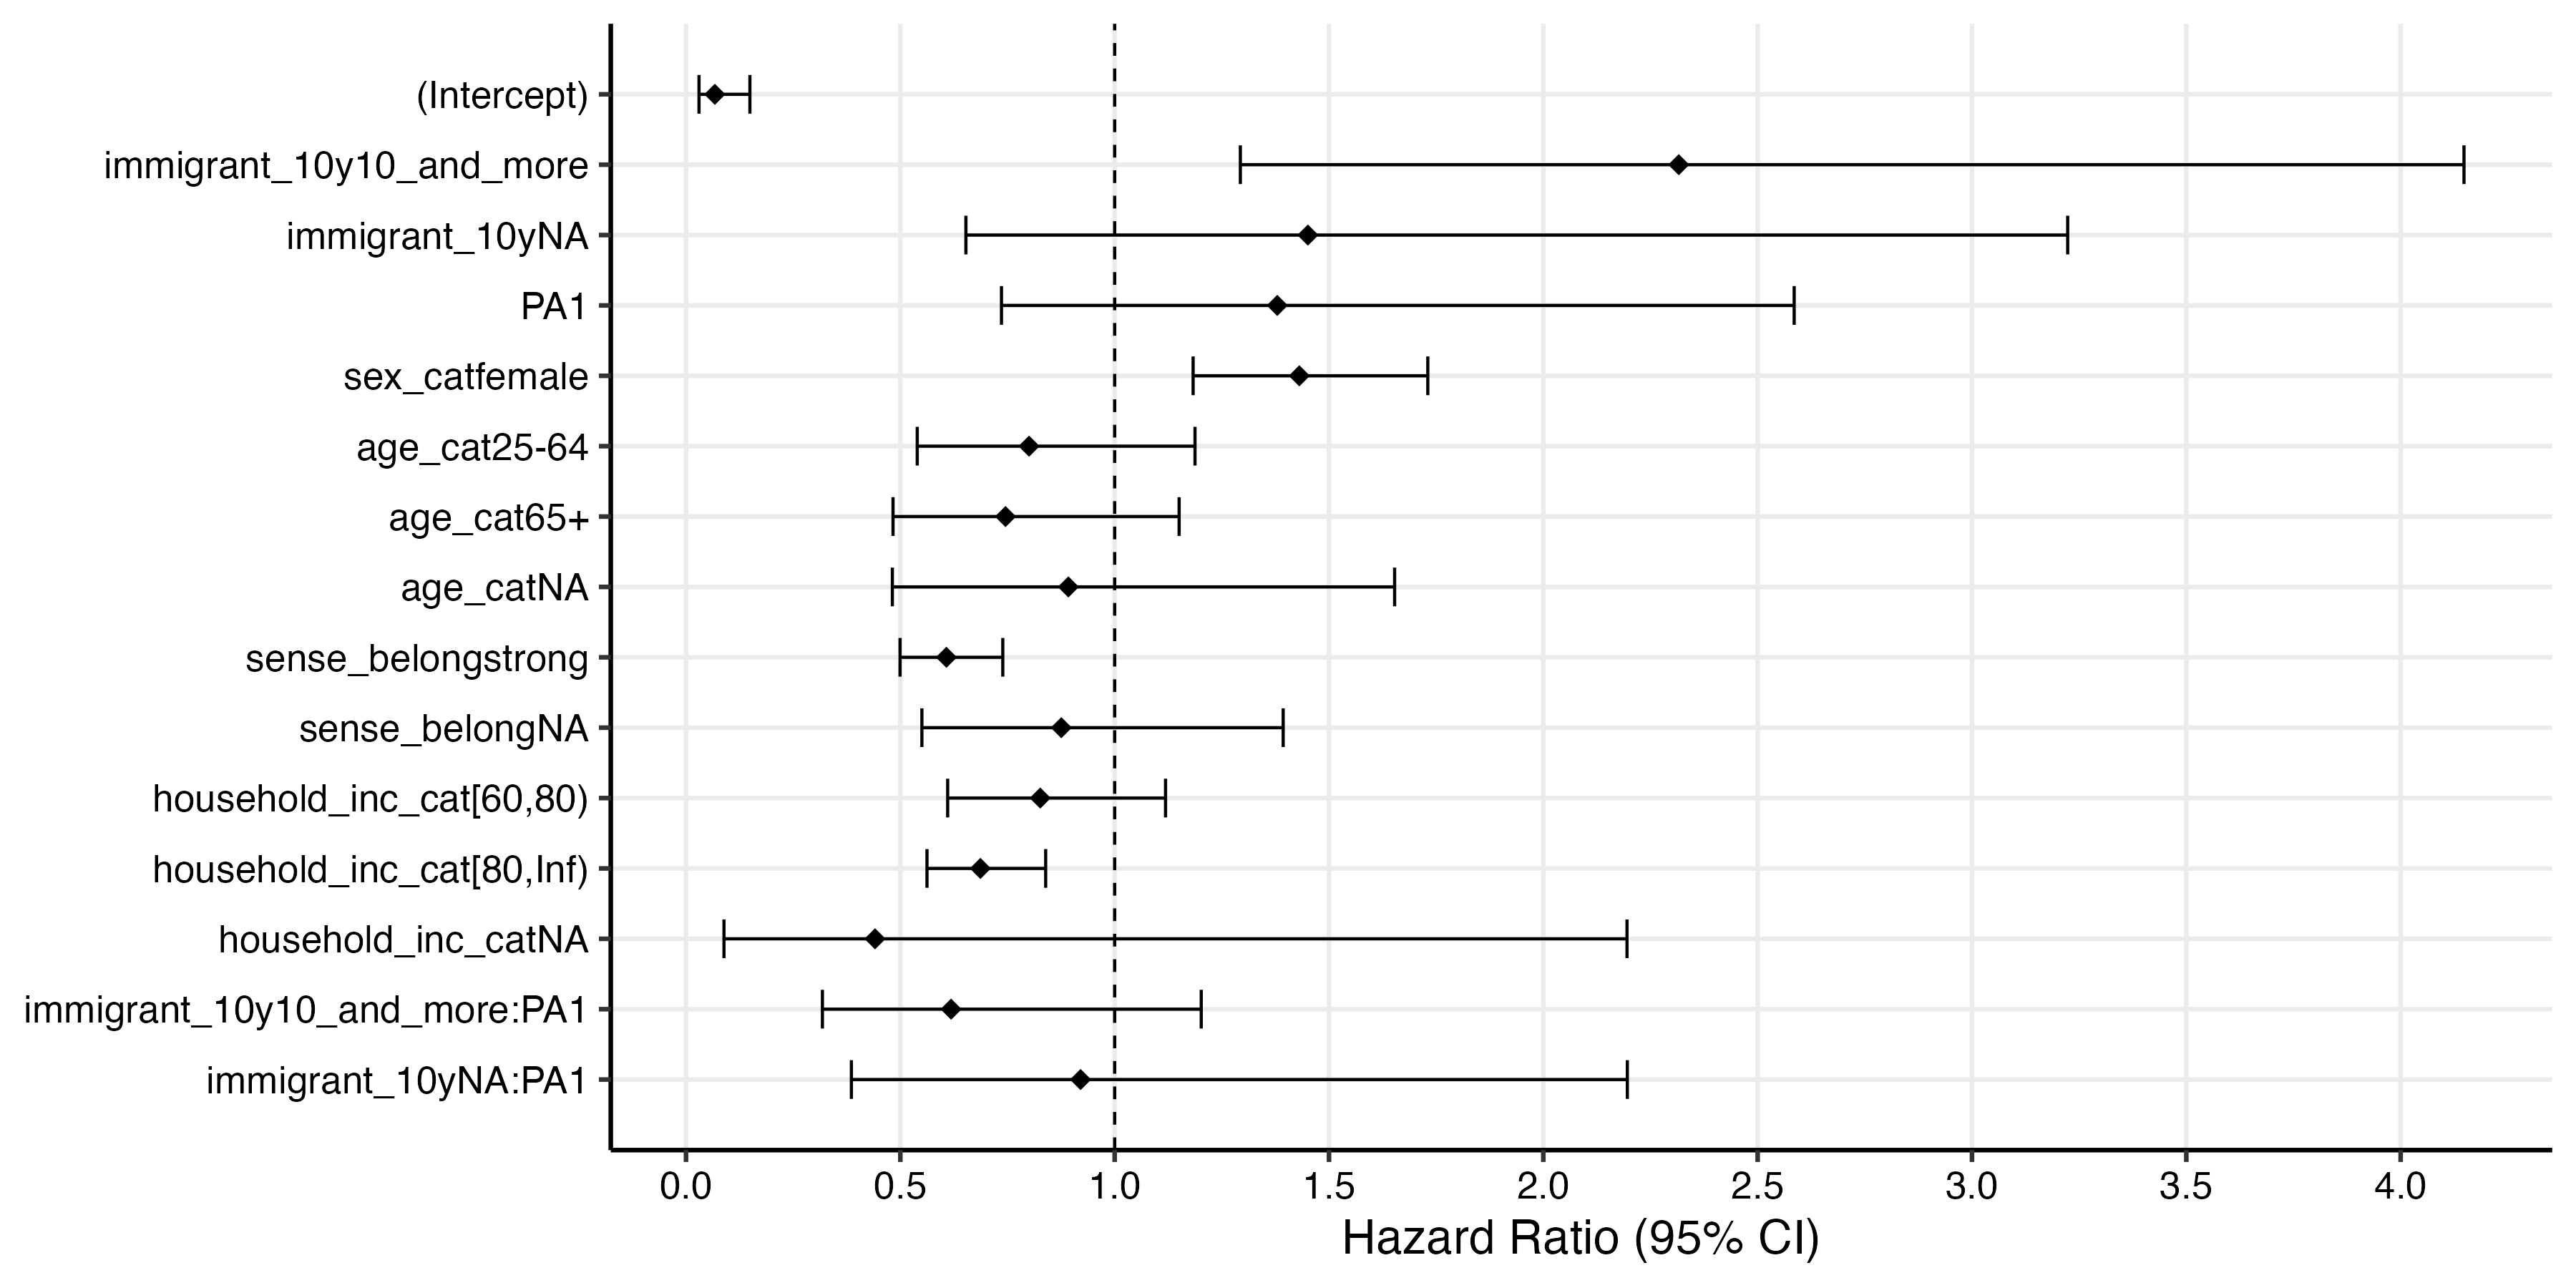 (Intercept)
immigrant_10y10_and_more
immigrant_10yNA
PA1
sex_catfemale
age_cat25-64
age_cat65+
age_catNA
sense_belongstrong
sense_belongNA
household_inc_cat[60,80)
household_inc_cat[80,Inf)
household_inc_catNA
immigrant_10y10_and_more:PA1
immigrant_10yNA:PA1
0.0 0.5 1.0 1.5 2.0 2.5 3.0 3.5 4.0
Hazard Ratio (95% CI)